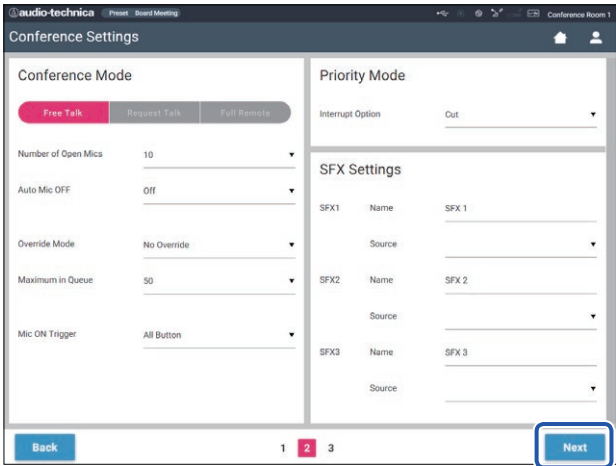 audio-technica Preset Board Meeting Conference Room 1
Conference Settings
Conference Mode
Free Talk Request Talk Full Remote
Number of Open Mics 10
Auto Mic OFF Off
Override Mode No Override
Maximum in Queue 50
Mic ON Trigger All Button
Priority Mode
Interrupt Option Cut
SFX Settings
SFX1 Name SFX 1
Source
SFX2 Name SFX 2
Source
SFX3 Name SFX 3
Source
Back 1 2 3 Next